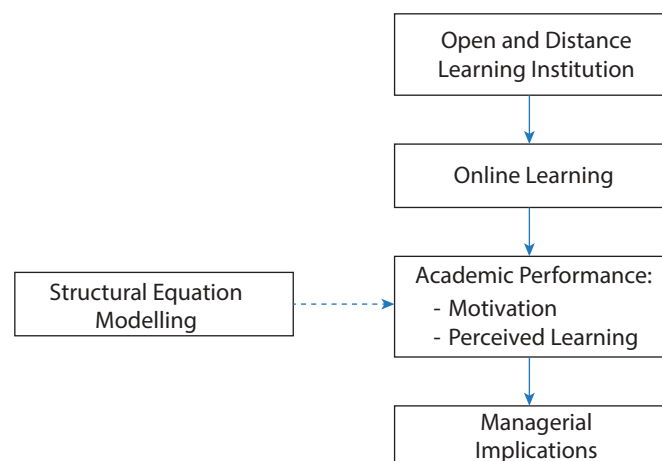 Open and Distance
Learning Institution
Online Learning
Structural Equation
Modelling
Academic Performance:
- Motivation
- Perceived Learning
Managerial
Implications